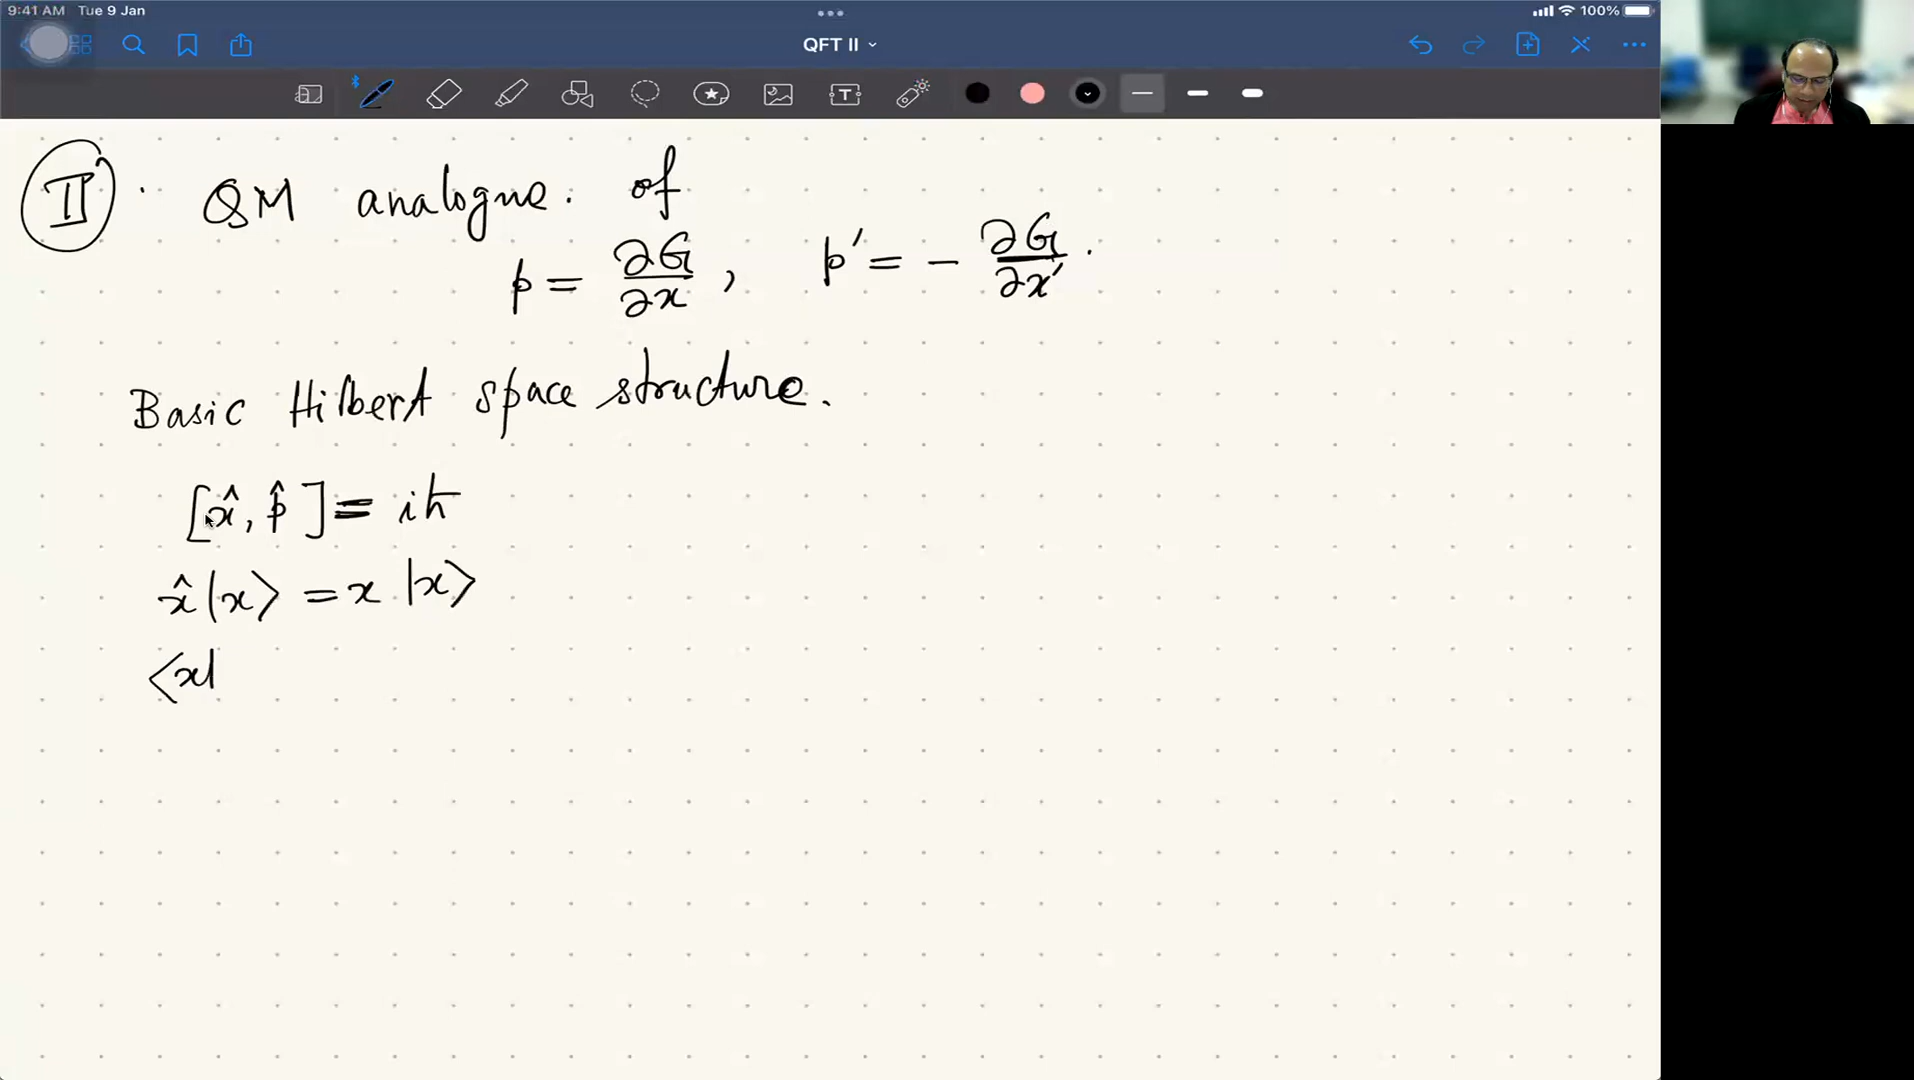 9:41 AM Tue 9 Jan
100%
QFT II
II. QM analogue. of
p = ∂G/∂x , p′ = − ∂G/∂x′ .
Basic Hilbert space structure.
[x̂, p̂] = iħ
x̂|x⟩ = x |x⟩
⟨x|